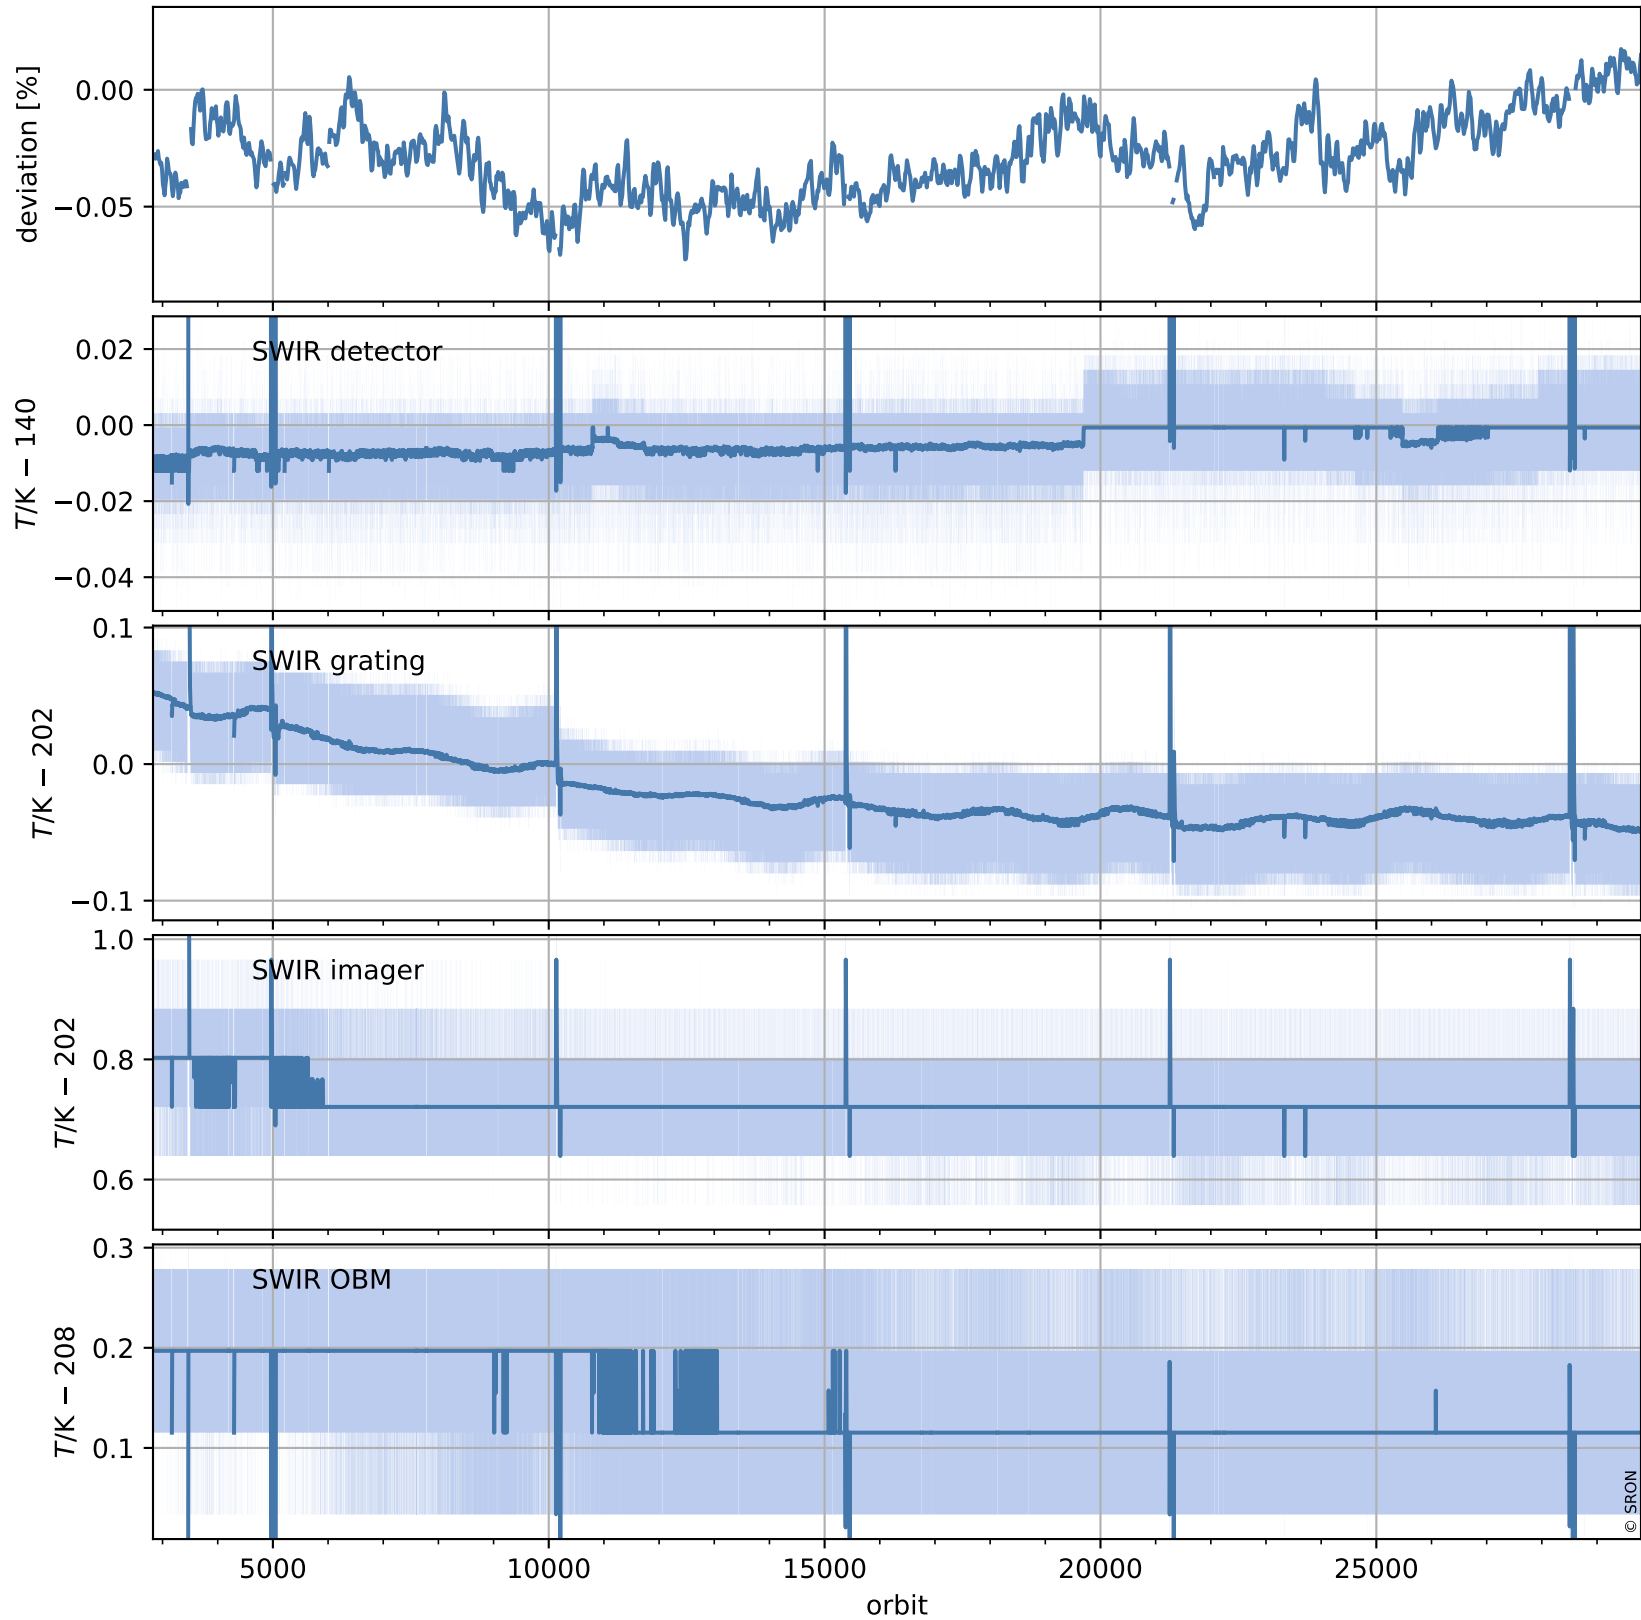 deviation [%]
0.00
−0.05
T/K − 140
SWIR detector
0.02
0.00
−0.02
−0.04
T/K − 202
SWIR grating
0.1
0.0
−0.1
T/K − 202
SWIR imager
1.0
0.8
0.6
T/K − 208
SWIR OBM
0.3
0.2
0.1
© SRON
5000 10000 15000 20000 25000
orbit